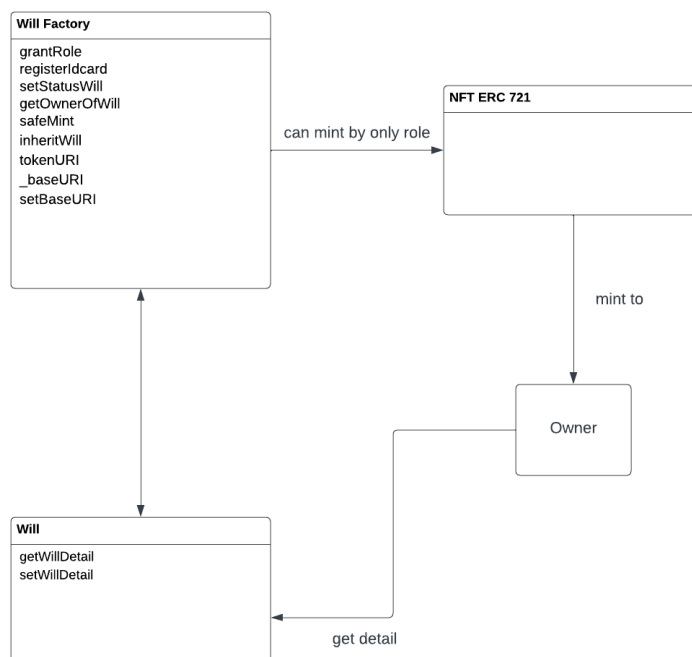 Will Factory
grantRole
registerIdcard
setStatusWill
getOwnerOfWill
safeMint
inheritWill
tokenURI
_baseURI
setBaseURI
can mint by only role
NFT ERC 721
mint to
Owner
Will
getWillDetail
setWillDetail
get detail